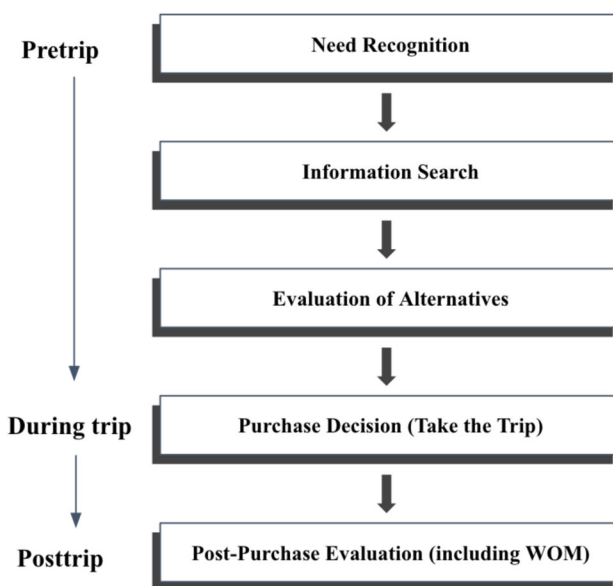 Pretrip
Need Recognition
Information Search
Evaluation of Alternatives
During trip
Purchase Decision (Take the Trip)
Posttrip
Post-Purchase Evaluation (including WOM)